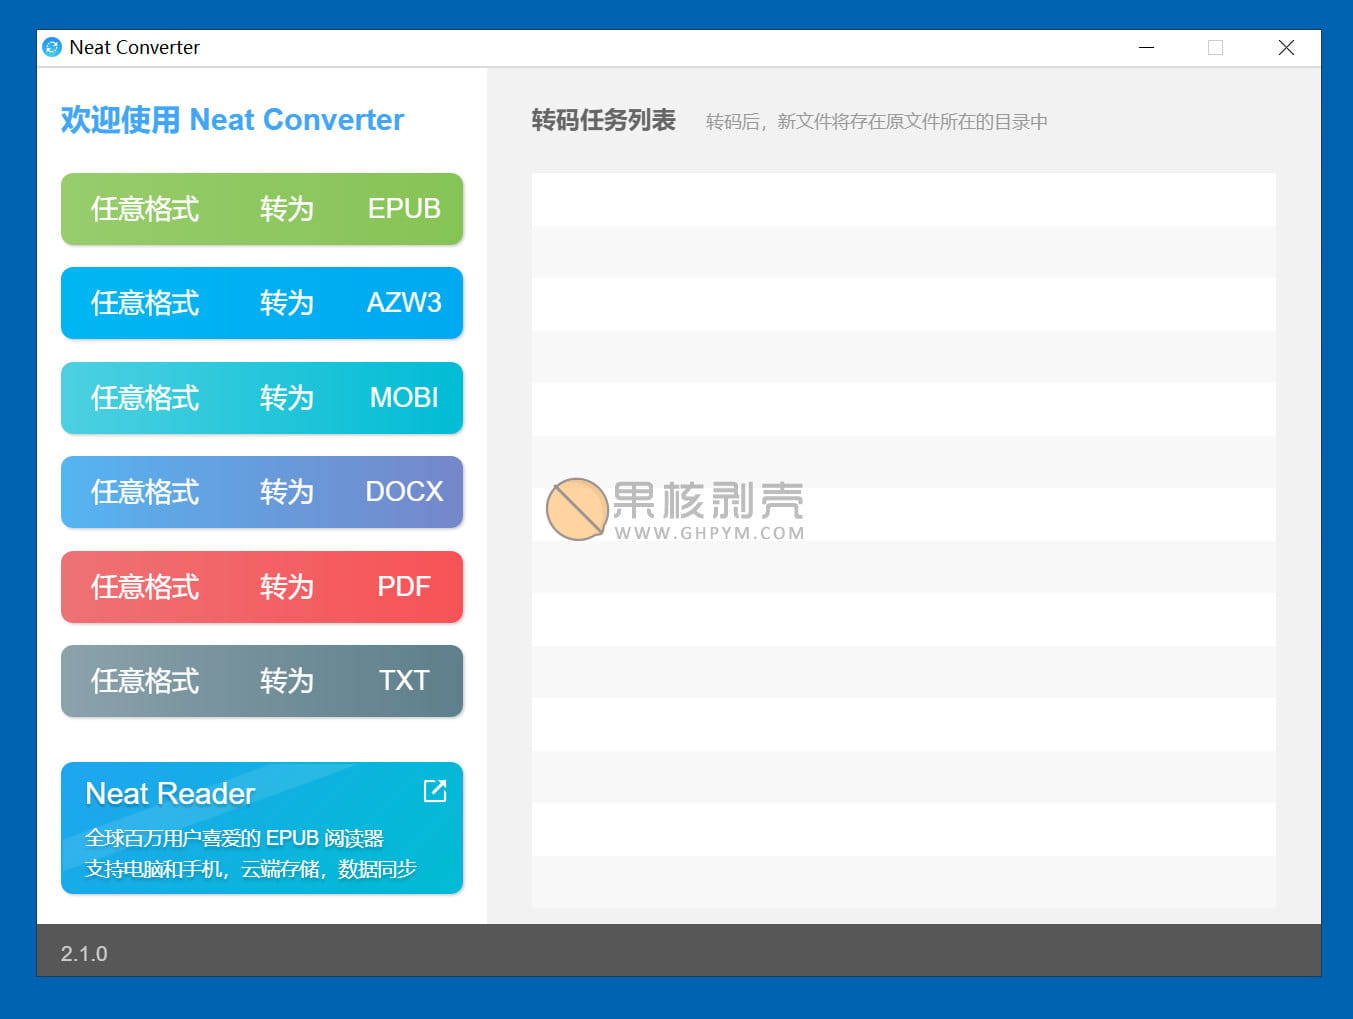 Neat Converter
欢迎使用 Neat Converter
转码任务列表 转码后，新文件将存在原文件所在的目录中
任意格式 转为 EPUB
任意格式 转为 AZW3
任意格式 转为 MOBI
任意格式 转为 DOCX
任意格式 转为 PDF
任意格式 转为 TXT
果核剥壳
WWW.GHPYM.COM
Neat Reader
全球百万用户喜爱的 EPUB 阅读器
支持电脑和手机，云端存储，数据同步
2.1.0